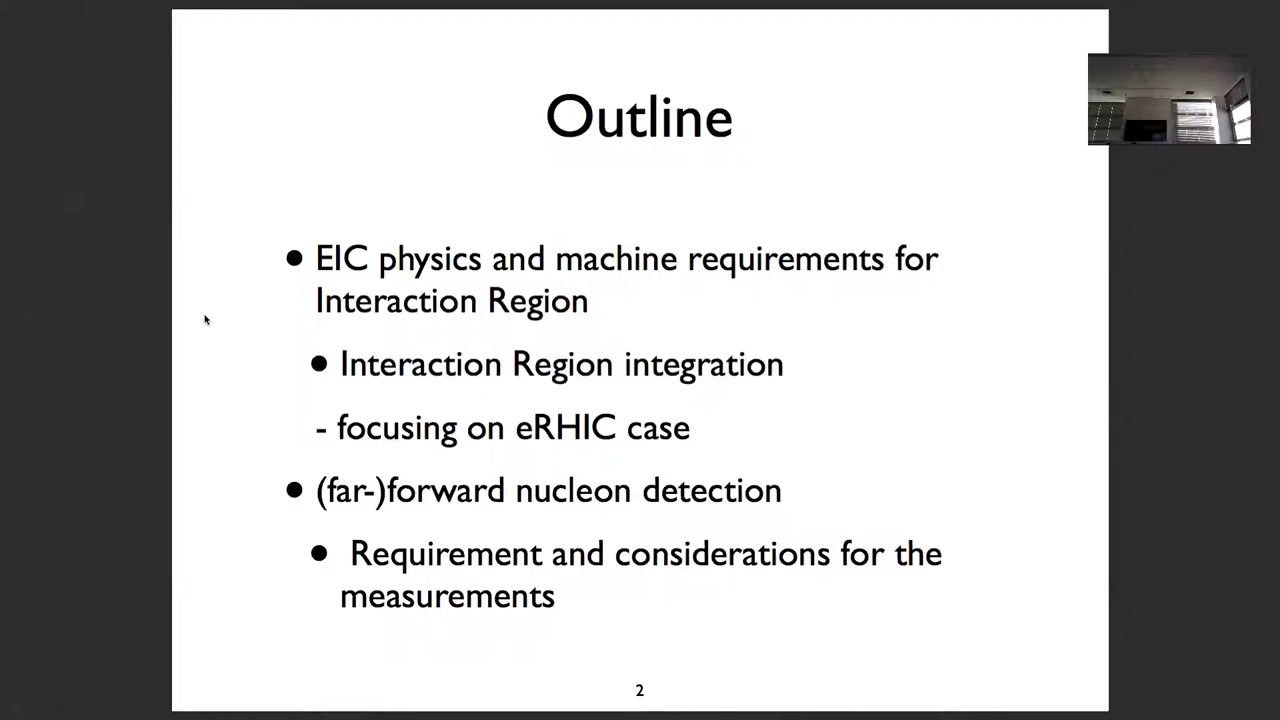 Outline
• EIC physics and machine requirements for
Interaction Region
• Interaction Region integration
- focusing on eRHIC case
• (far-)forward nucleon detection
• Requirement and considerations for the
measurements
2